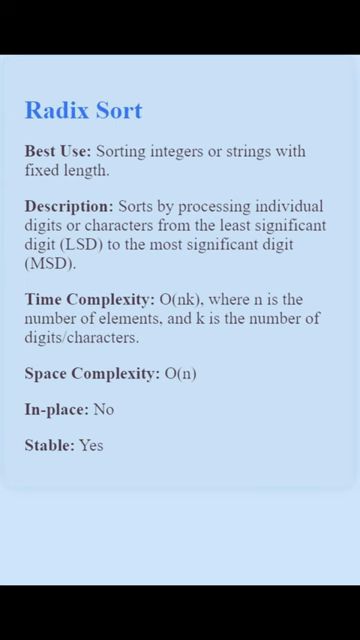 Radix Sort
Best Use: Sorting integers or strings with
fixed length.
Description: Sorts by processing individual
digits or characters from the least significant
digit (LSD) to the most significant digit
(MSD).
Time Complexity: O(nk), where n is the
number of elements, and k is the number of
digits/characters.
Space Complexity: O(n)
In-place: No
Stable: Yes